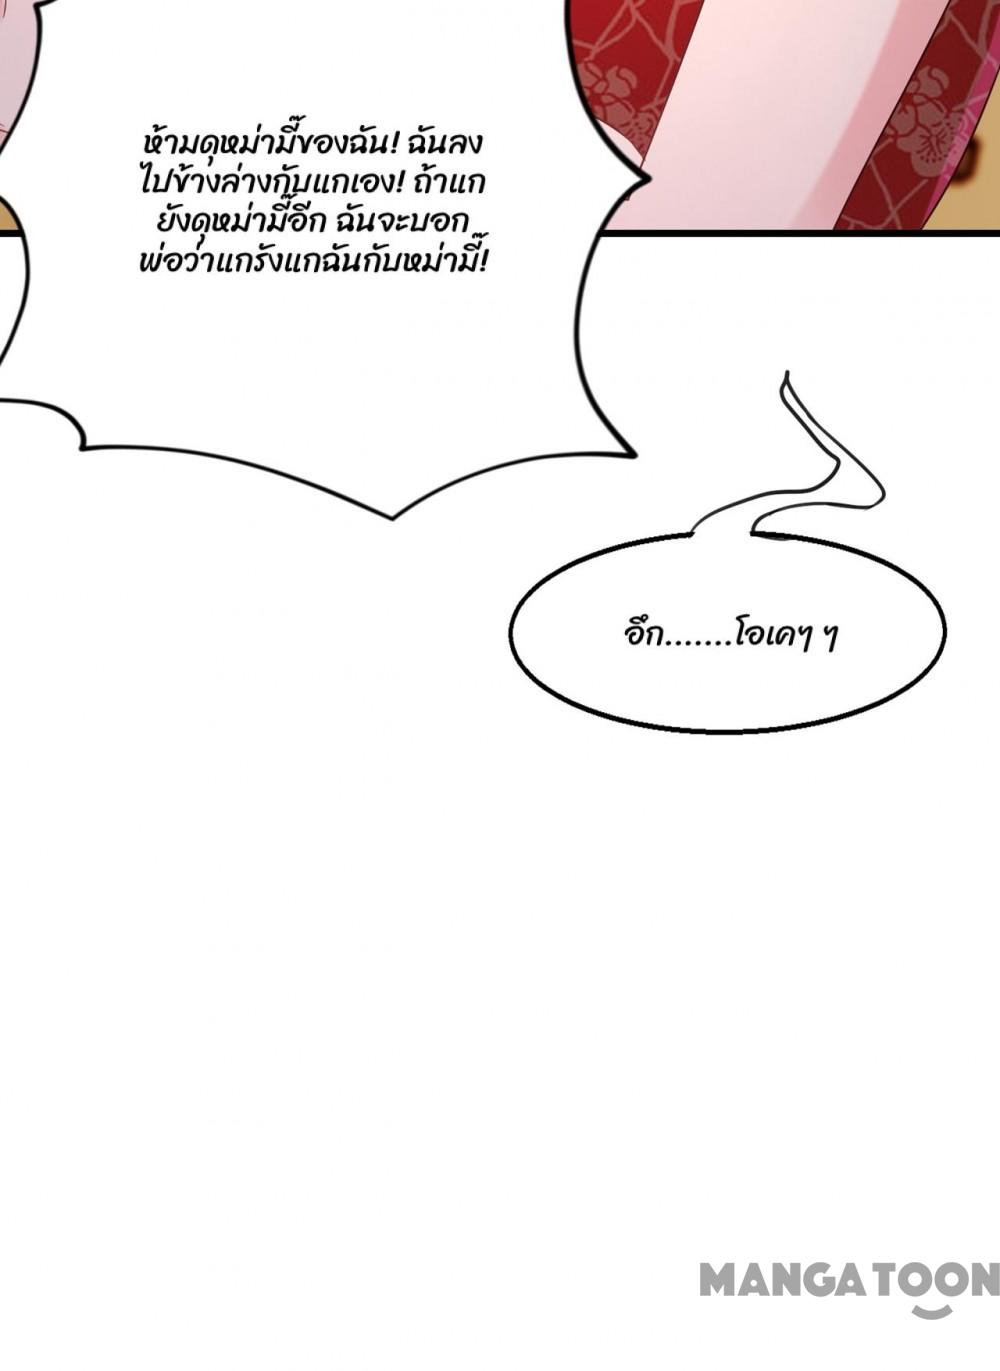 ห้ามดุหม่ามี๊ของฉัน! ฉันลง
ไปข้างล่างกับแกเอง! ถ้าแก
ยังดุหม่ามี๊อีก ฉันจะบอก
พ่อว่าแกรังแกฉันกับหม่ามี๊!
อึก.......โอเคๆ ๆ
MANGATOON